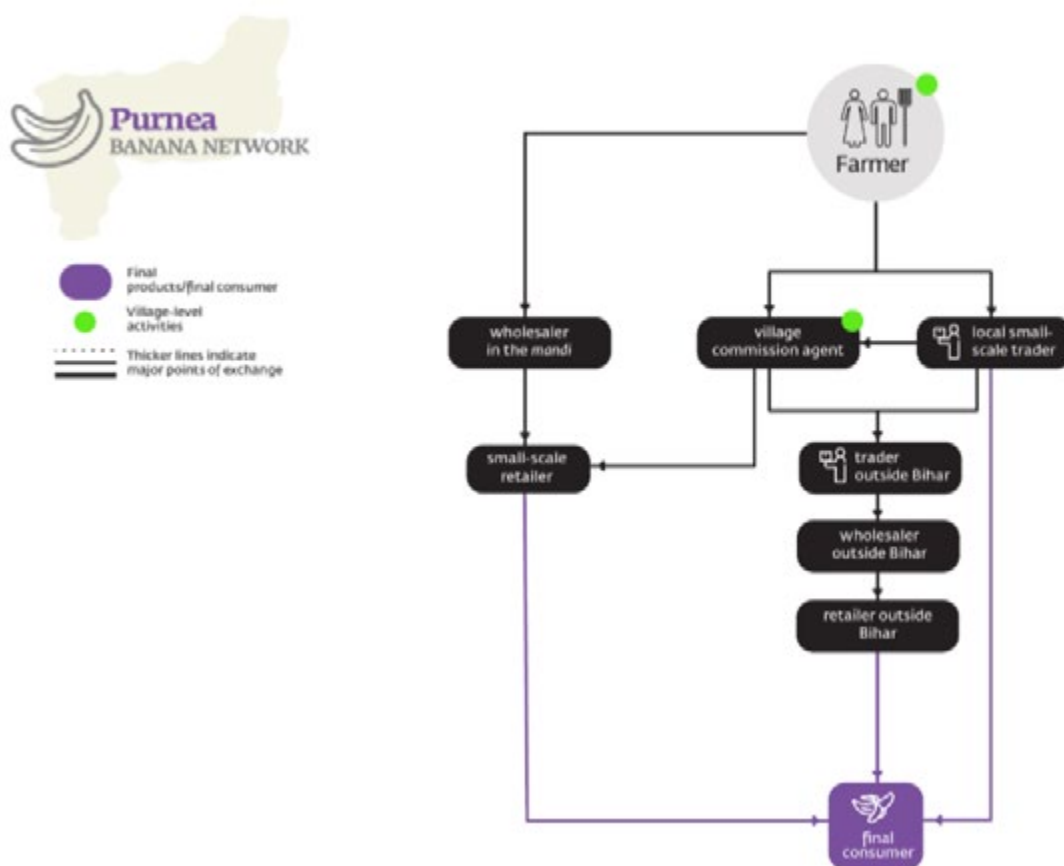 Purnea
BANANA NETWORK
Final
products/final consumer
Village-level
activities
Thicker lines indicate
major points of exchange
Farmer
wholesaler
in the mandi
village
commission agent
local small-
scale trader
small-scale
retailer
trader
outside Bihar
wholesaler
outside Bihar
retailer outside
Bihar
final
consumer